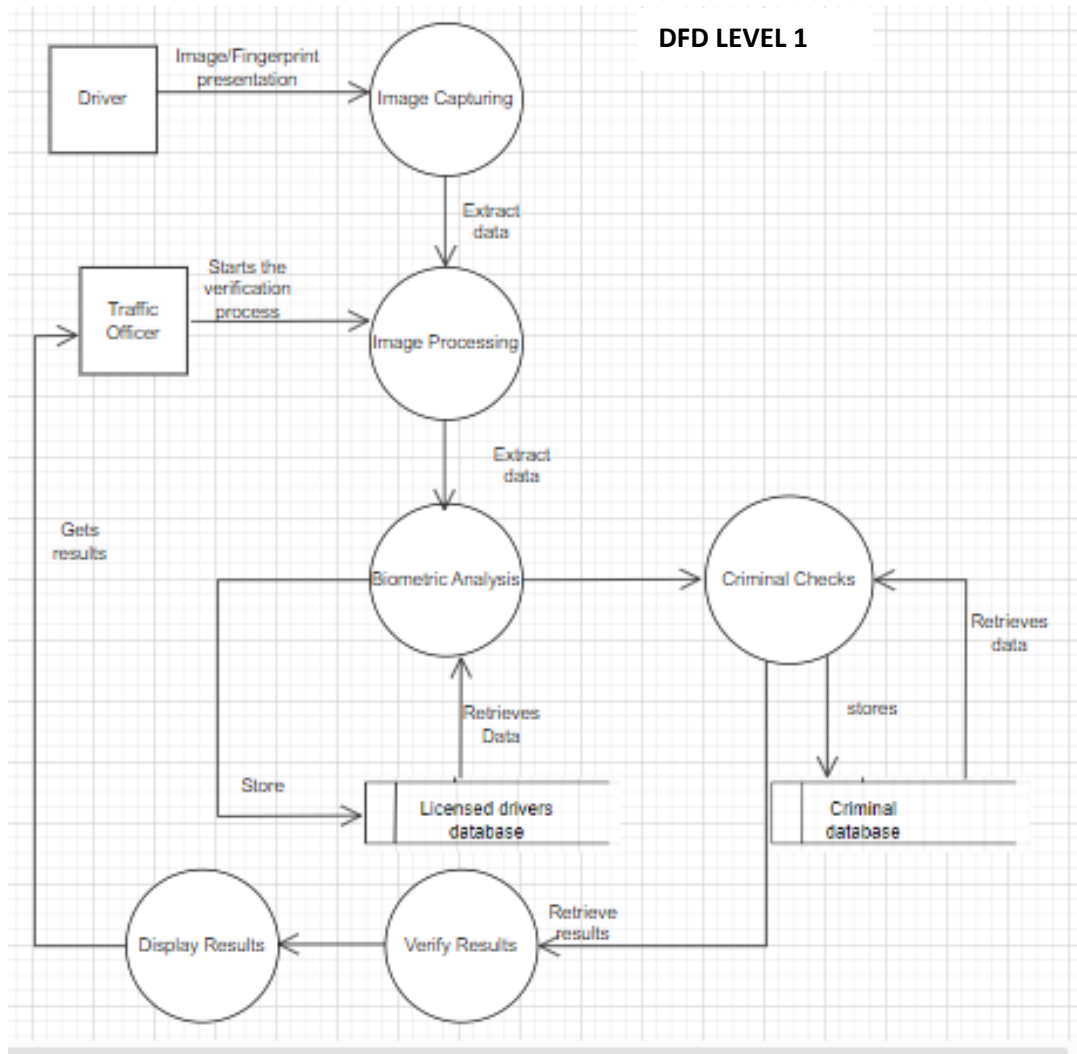 DFD LEVEL 1
Image/Fingerprint
presentation
Driver
Image Capturing
Extract
data
Starts the
verification
process
Traffic
Officer
Image Processing
Extract
data
Gets
results
Biometric Analysis
Criminal Checks
Retrieves
data
Retrieves
Data
stores
Store
Licensed drivers
database
Criminal
database
Retrieve
results
Display Results
Verify Results